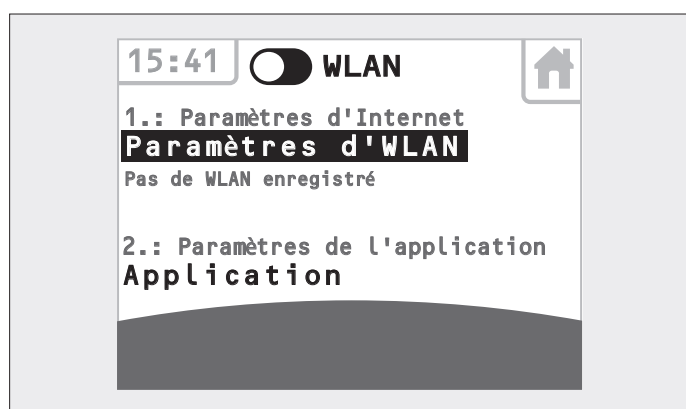 15:41 WLAN
1.: Paramètres d'Internet
Paramètres d'WLAN
Pas de WLAN enregistré
2.: Paramètres de l'application
Application